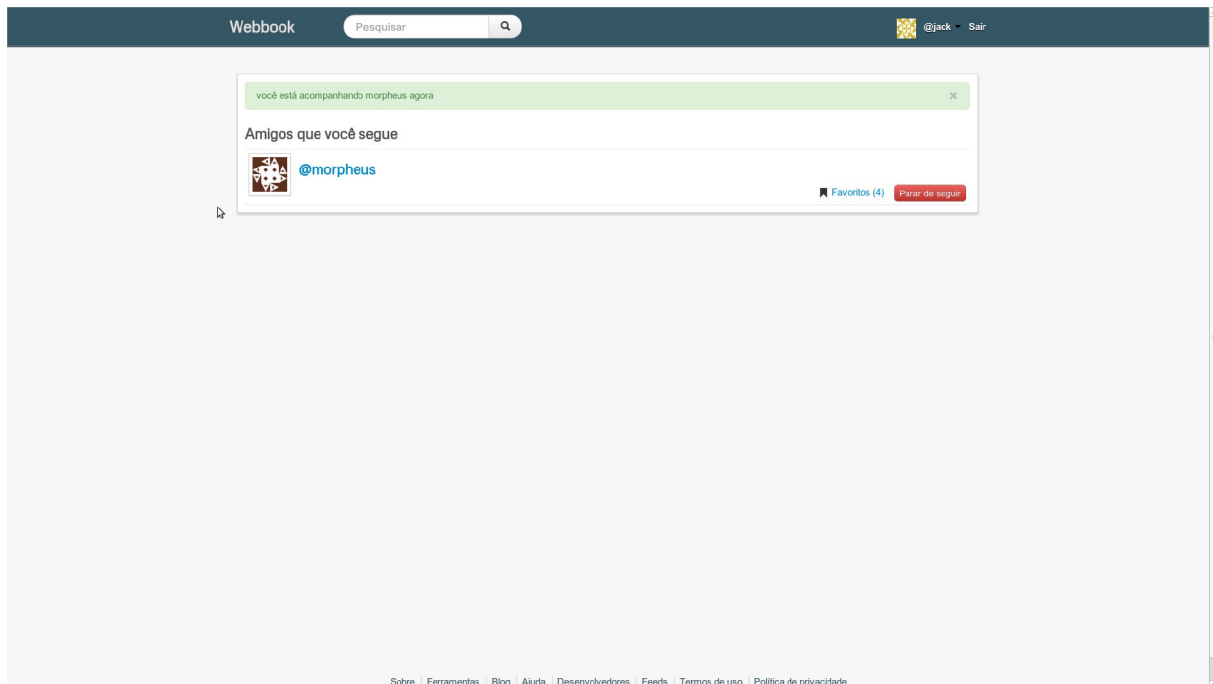 Webbook
Pesquisar
@jack
Sair
você está acompanhando morpheus agora
×
Amigos que você segue
@morpheus
Favoritos (4)
Parar de seguir
Sobre | Ferramentas | Blog | Ajuda | Desenvolvedores | Feeds | Termos de uso | Política de privacidade